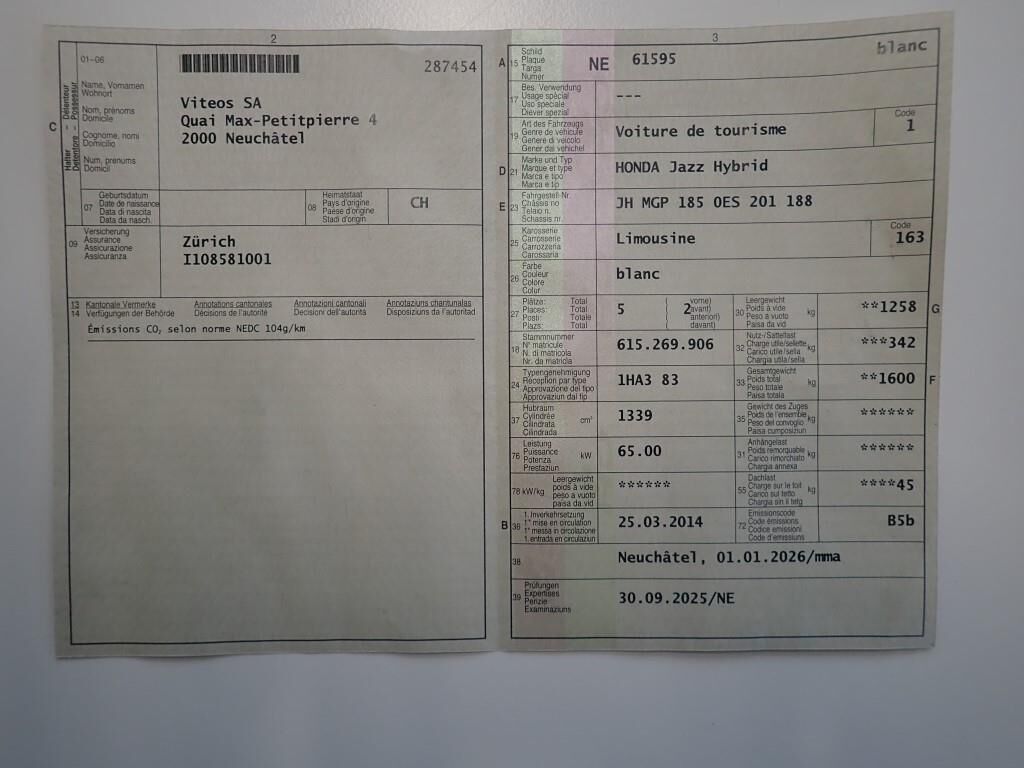 2
01-06
287454
C
Halter – Détenteur
Detentore – Possessur
Name, Vornamen
Wohnort
Nom, prénoms
Domicile
Cognome, nomi
Domicilio
Num, prenums
Domicil
Viteos SA
Quai Max-Petitpierre 4
2000 Neuchâtel
07
Geburtsdatum
Date de naissance
Data di nascita
Data da nasch.
08
Heimatstaat
Pays d'origine
Paese d'origine
Stadi d'origin
CH
09
Versicherung
Assurance
Assicurazione
Assicuranza
Zürich
I108581001
13 Kantonale Vermerke Annotations cantonales Annotazioni cantonali Annotaziuns chantunalas
14 Verfügungen der Behörde Décisions de l'autorité Decisioni dell'autorità Disposiziuns da l'autoritad
Émissions CO₂ selon norme NEDC 104g/km
3
blanc
A 15
Schild
Plaque
Targa
Numer
NE 61595
17
Bes. Verwendung
Usage spécial
Uso speciale
Diever spezial
---
19
Art des Fahrzeugs
Genre de véhicule
Genere di veicolo
Gener dal vehichel
Voiture de tourisme
Code
1
D 21
Marke und Typ
Marque et type
Marca e tipo
Marca e tip
HONDA Jazz Hybrid
E 23
Fahrgestell-Nr.
Châssis no
Telaio n.
Schassis nr.
JH MGP 185 0ES 201 188
25
Karosserie
Carrosserie
Carrozzeria
Carossaria
Limousine
Code
163
26
Farbe
Couleur
Colore
Colur
blanc
27
Plätze: Total
Places: Total
Posti: Totale
Plazs: Total
5
( vorne)
2 avant)
( anteriori)
( davant)
30
Leergewicht
Poids à vide
Peso a vuoto
Paisa da vid
kg
**1258
G
18
Stammnummer
N° matricule
N. di matricola
Nr. da matricla
615.269.906
32
Nutz-/Sattellast
Charge utile/sellette
Carico utile/sella
Chargia utila/sella
kg
***342
24
Typengenehmigung
Réception par type
Approvazione del tipo
Approvaziun dal tip
1HA3 83
33
Gesamtgewicht
Poids total
Peso totale
Paisa totala
kg
**1600
F
37
Hubraum
Cylindrée
Cilindrata
Cilindrada
cm³
1339
35
Gewicht des Zuges
Poids de l'ensemble
Peso del convoglio
Paisa cumposiziun
kg
******
76
Leistung
Puissance
Potenza
Prestaziun
kW
65.00
31
Anhängelast
Poids remorquable
Carico rimorchiato
Chargia annexa
kg
******
78 kW/kg
Leergewicht
poids à vide
peso a vuoto
paisa da vid
******
55
Dachlast
Charge sur le toit
Carico sul tetto
Chargia sin il tetg
kg
****45
B 36
1. Inverkehrsetzung
1re mise en circulation
1a messa in circolazione
1. entrada en circulaziun
25.03.2014
72
Emissionscode
Code émissions
Codice emissioni
Code d'emissiuns
B5b
38
Neuchâtel, 01.01.2026/mma
39
Prüfungen
Expertises
Perizie
Examinaziuns
30.09.2025/NE